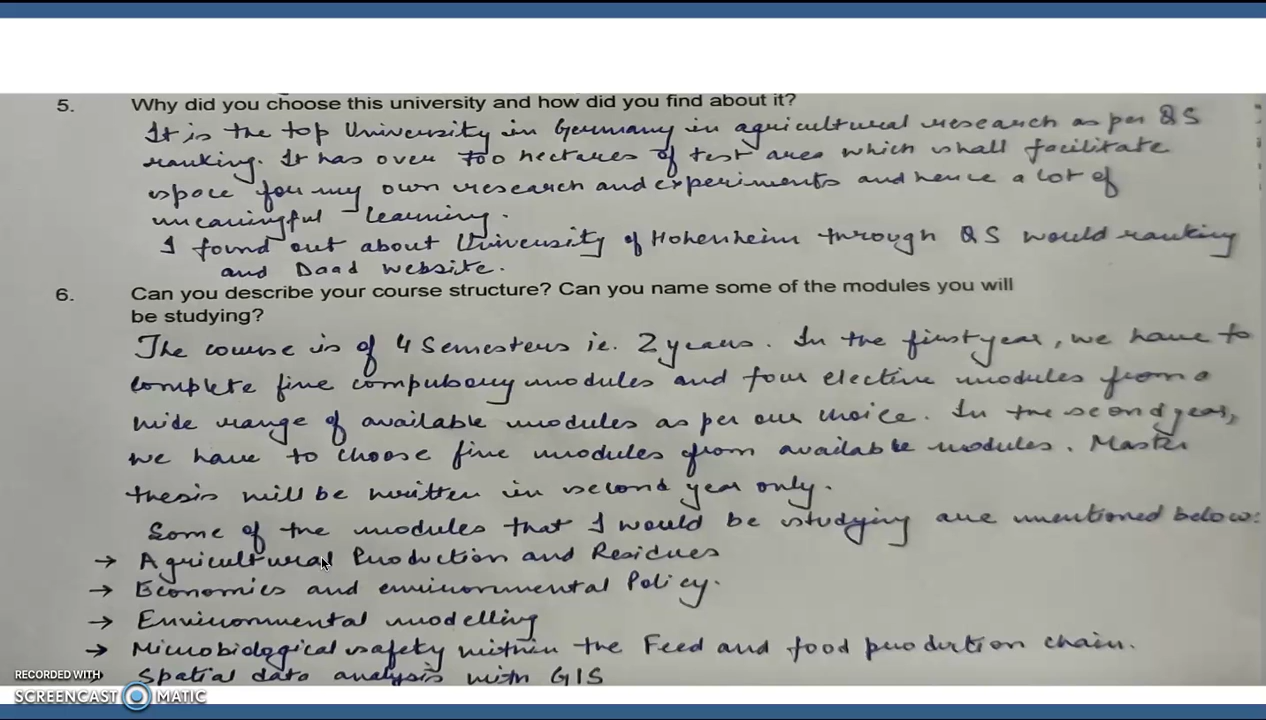 5. Why did you choose this university and how did you find about it?
It is the top University in Germany in agricultural research as per QS
ranking. It has over 700 hectares of test area which shall facilitate
space for my own research and experiments and hence a lot of
meaningful learning.
I found out about University of Hohenheim through QS would ranking
and Daad website.
6. Can you describe your course structure? Can you name some of the modules you will
be studying?
The course is of 4 Semesters ie. 2 years. In the first year, we have to
complete five compulsory modules and four elective modules from a
wide range of available modules as per our choice. In the second year,
we have to choose five modules from available modules. Master
thesis will be written in second year only.
Some of the modules that I would be studying are mentioned below:
→ Agricultural Production and Residues
→ Economics and environmental Policy.
→ Environmental modelling
→ Microbiological safety within the Feed and food production chain.
→ Spatial data analysis with GIS
RECORDED WITH
SCREENCAST MATIC